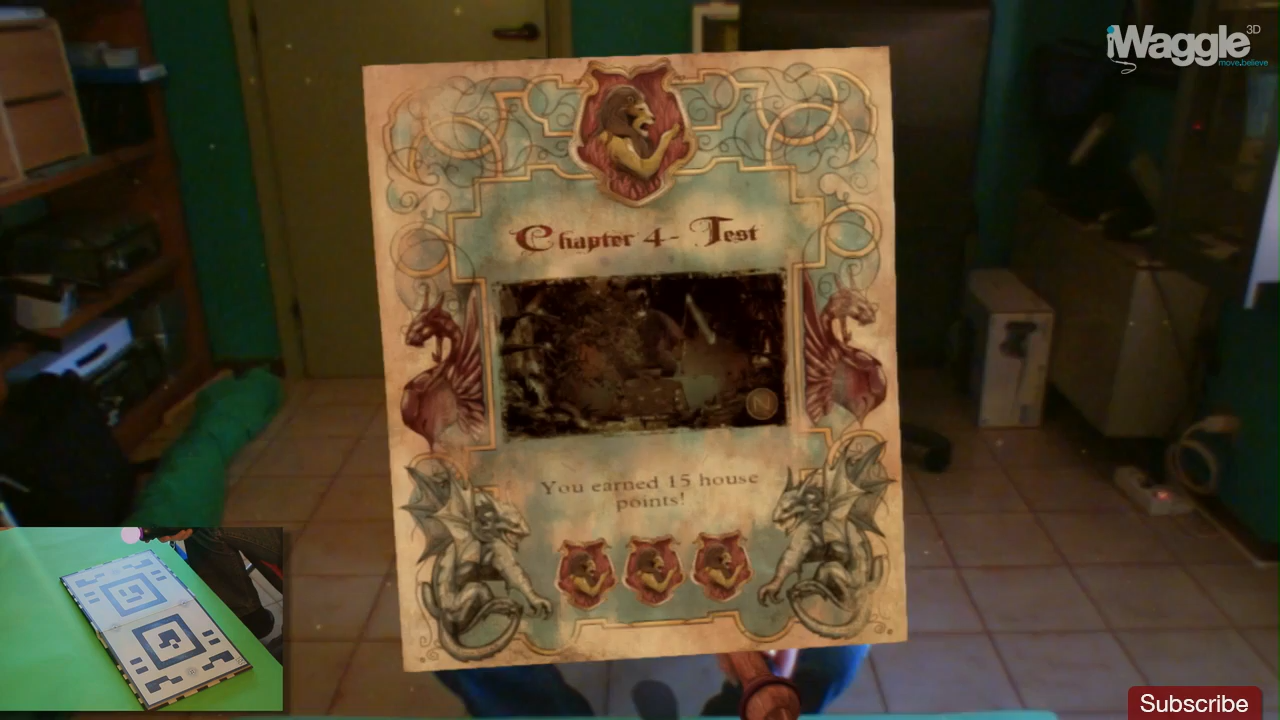 iWaggle 3D
move.believe
Chapter 4- Test
N
You earned 15 house
points!
Subscribe